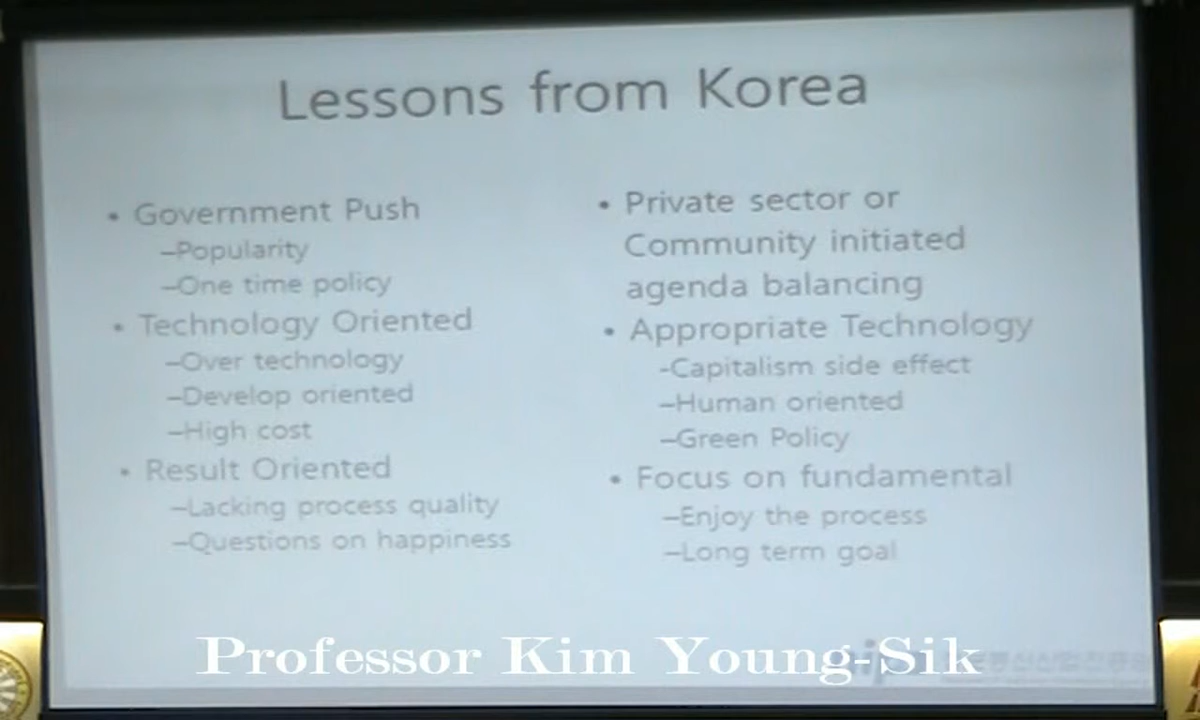 Lessons from Korea
• Government Push
–Popularity
–One time policy
• Technology Oriented
–Over technology
–Develop oriented
–High cost
• Result Oriented
–Lacking process quality
–Questions on happiness
• Private sector or
Community initiated
agenda balancing
• Appropriate Technology
-Capitalism side effect
–Human oriented
–Green Policy
• Focus on fundamental
–Enjoy the process
–Long term goal
Professor Kim Young-Sik